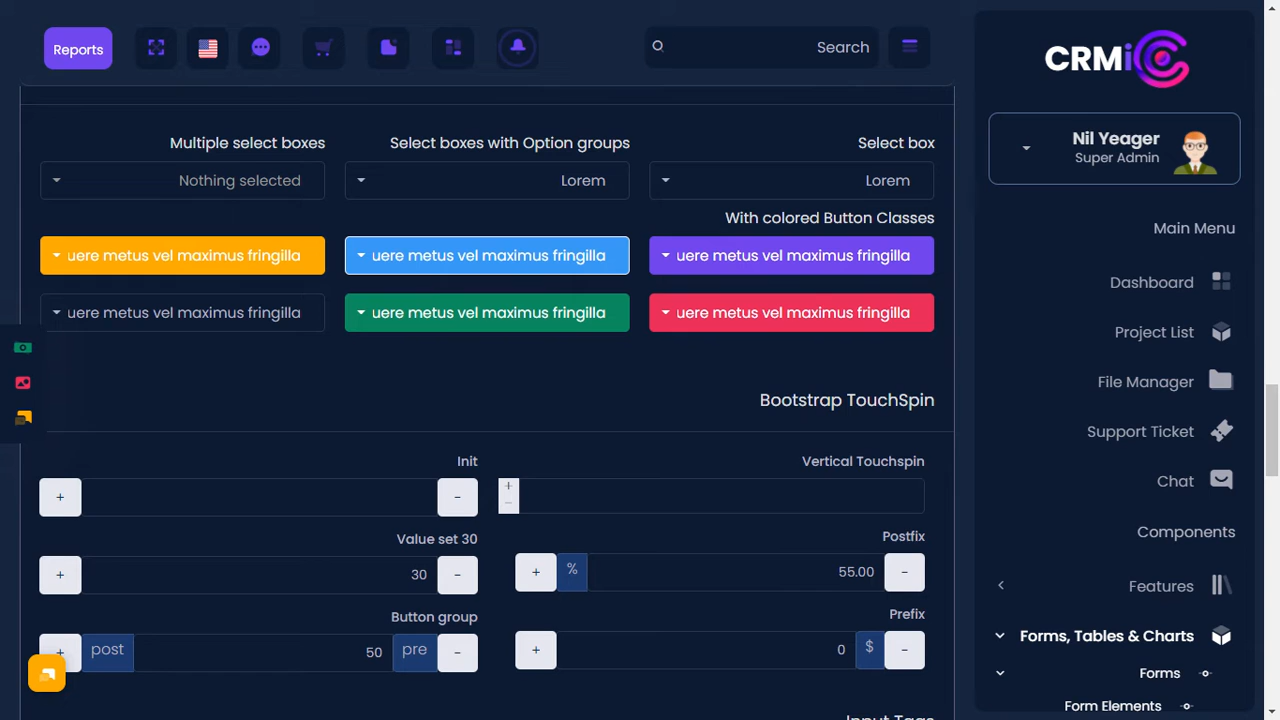 Reports
Search
CRMi
Nil Yeager
Super Admin
Main Menu
Dashboard
Project List
File Manager
Support Ticket
Chat
Components
Features
Forms, Tables & Charts
Forms
Form Elements
Select box
Select boxes with Option groups
Multiple select boxes
Lorem
Lorem
Nothing selected
With colored Button Classes
uere metus vel maximus fringilla
uere metus vel maximus fringilla
uere metus vel maximus fringilla
uere metus vel maximus fringilla
uere metus vel maximus fringilla
uere metus vel maximus fringilla
Bootstrap TouchSpin
Vertical Touchspin
+
-
Init
+ -
Postfix
+ % 55.00 -
Value set 30
+ 30 -
Prefix
+ 0 $ -
Button group
+ post 50 pre -